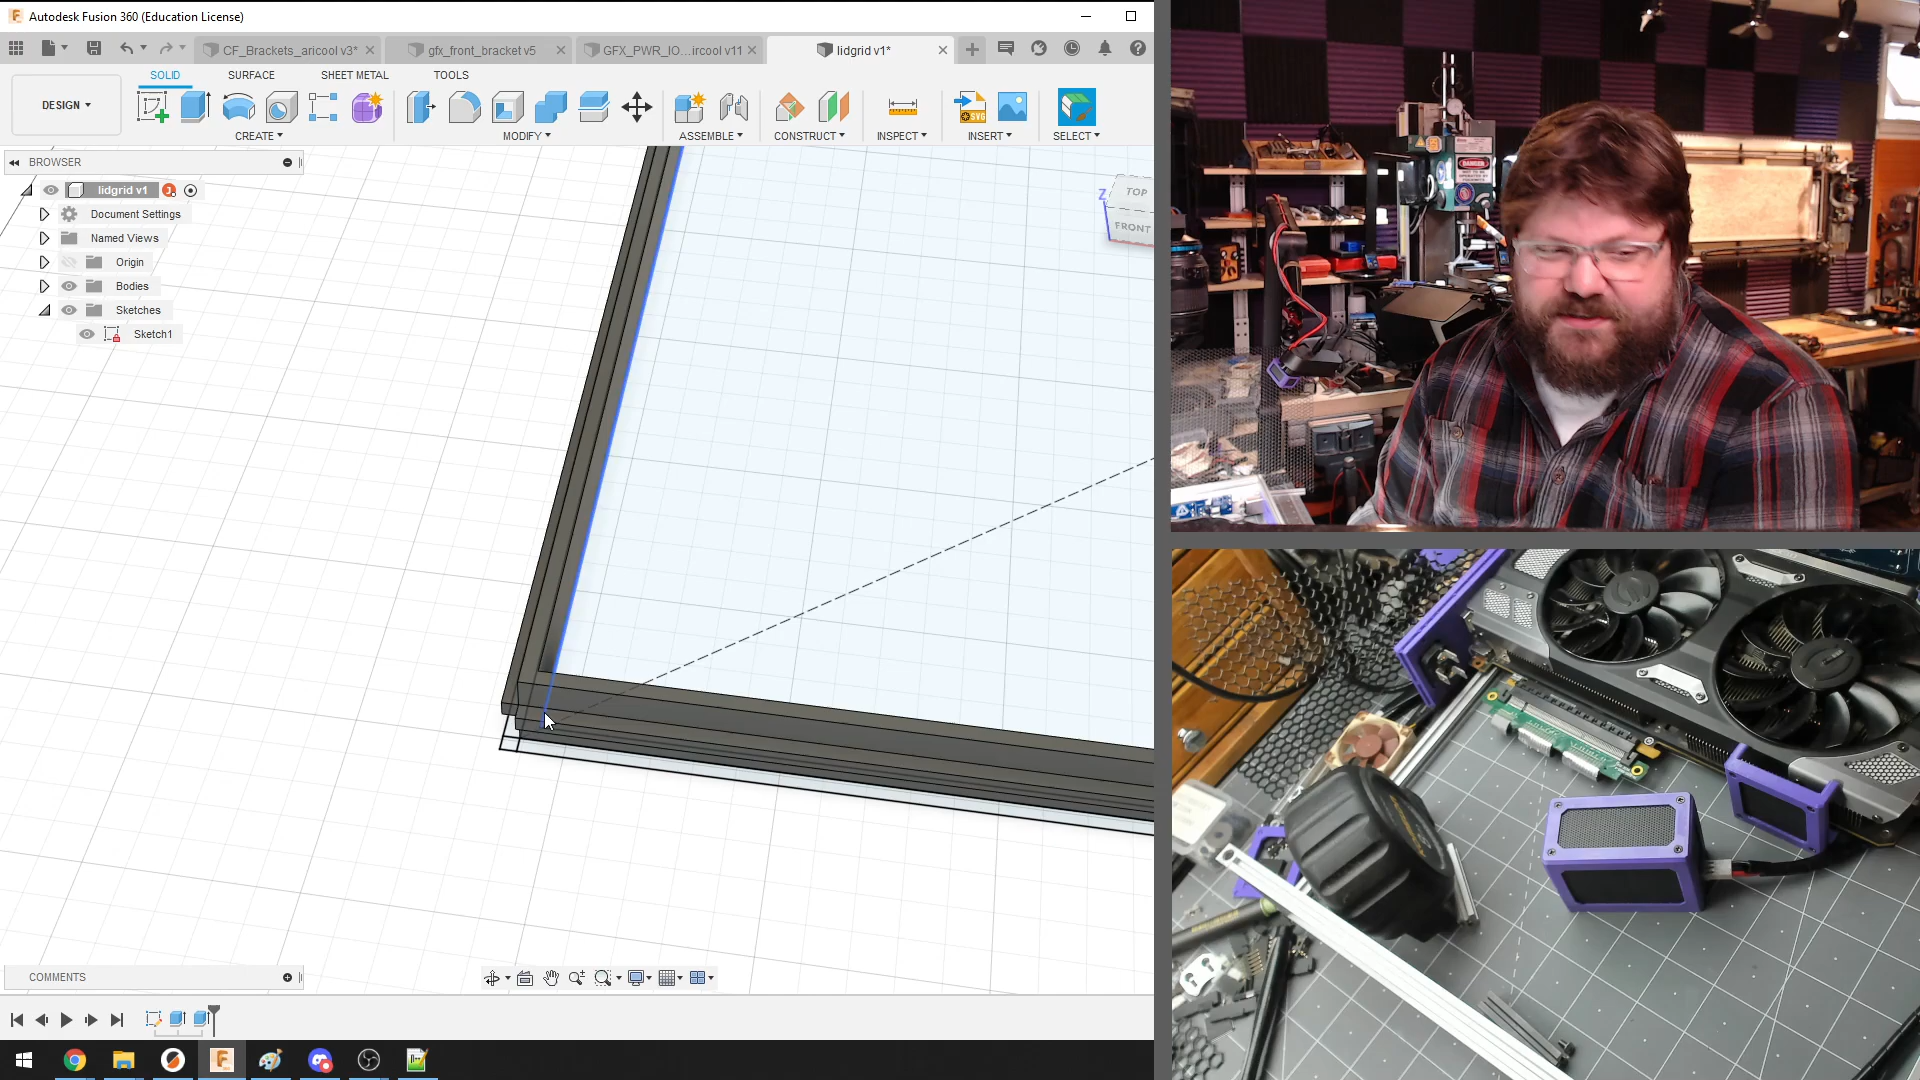 Autodesk Fusion 360 (Education License)
CF_Brackets_aricool v3*
gfx_front_bracket v5
GFX_PWR_IO...ircool v11
lidgrid v1*
SOLID
SURFACE
SHEET METAL
TOOLS
DESIGN
CREATE
MODIFY
ASSEMBLE
CONSTRUCT
INSPECT
INSERT
SELECT
BROWSER
lidgrid v1
Document Settings
Named Views
Origin
Bodies
Sketches
Sketch1
Z
TOP
FRONT
DANGER
COMMENTS